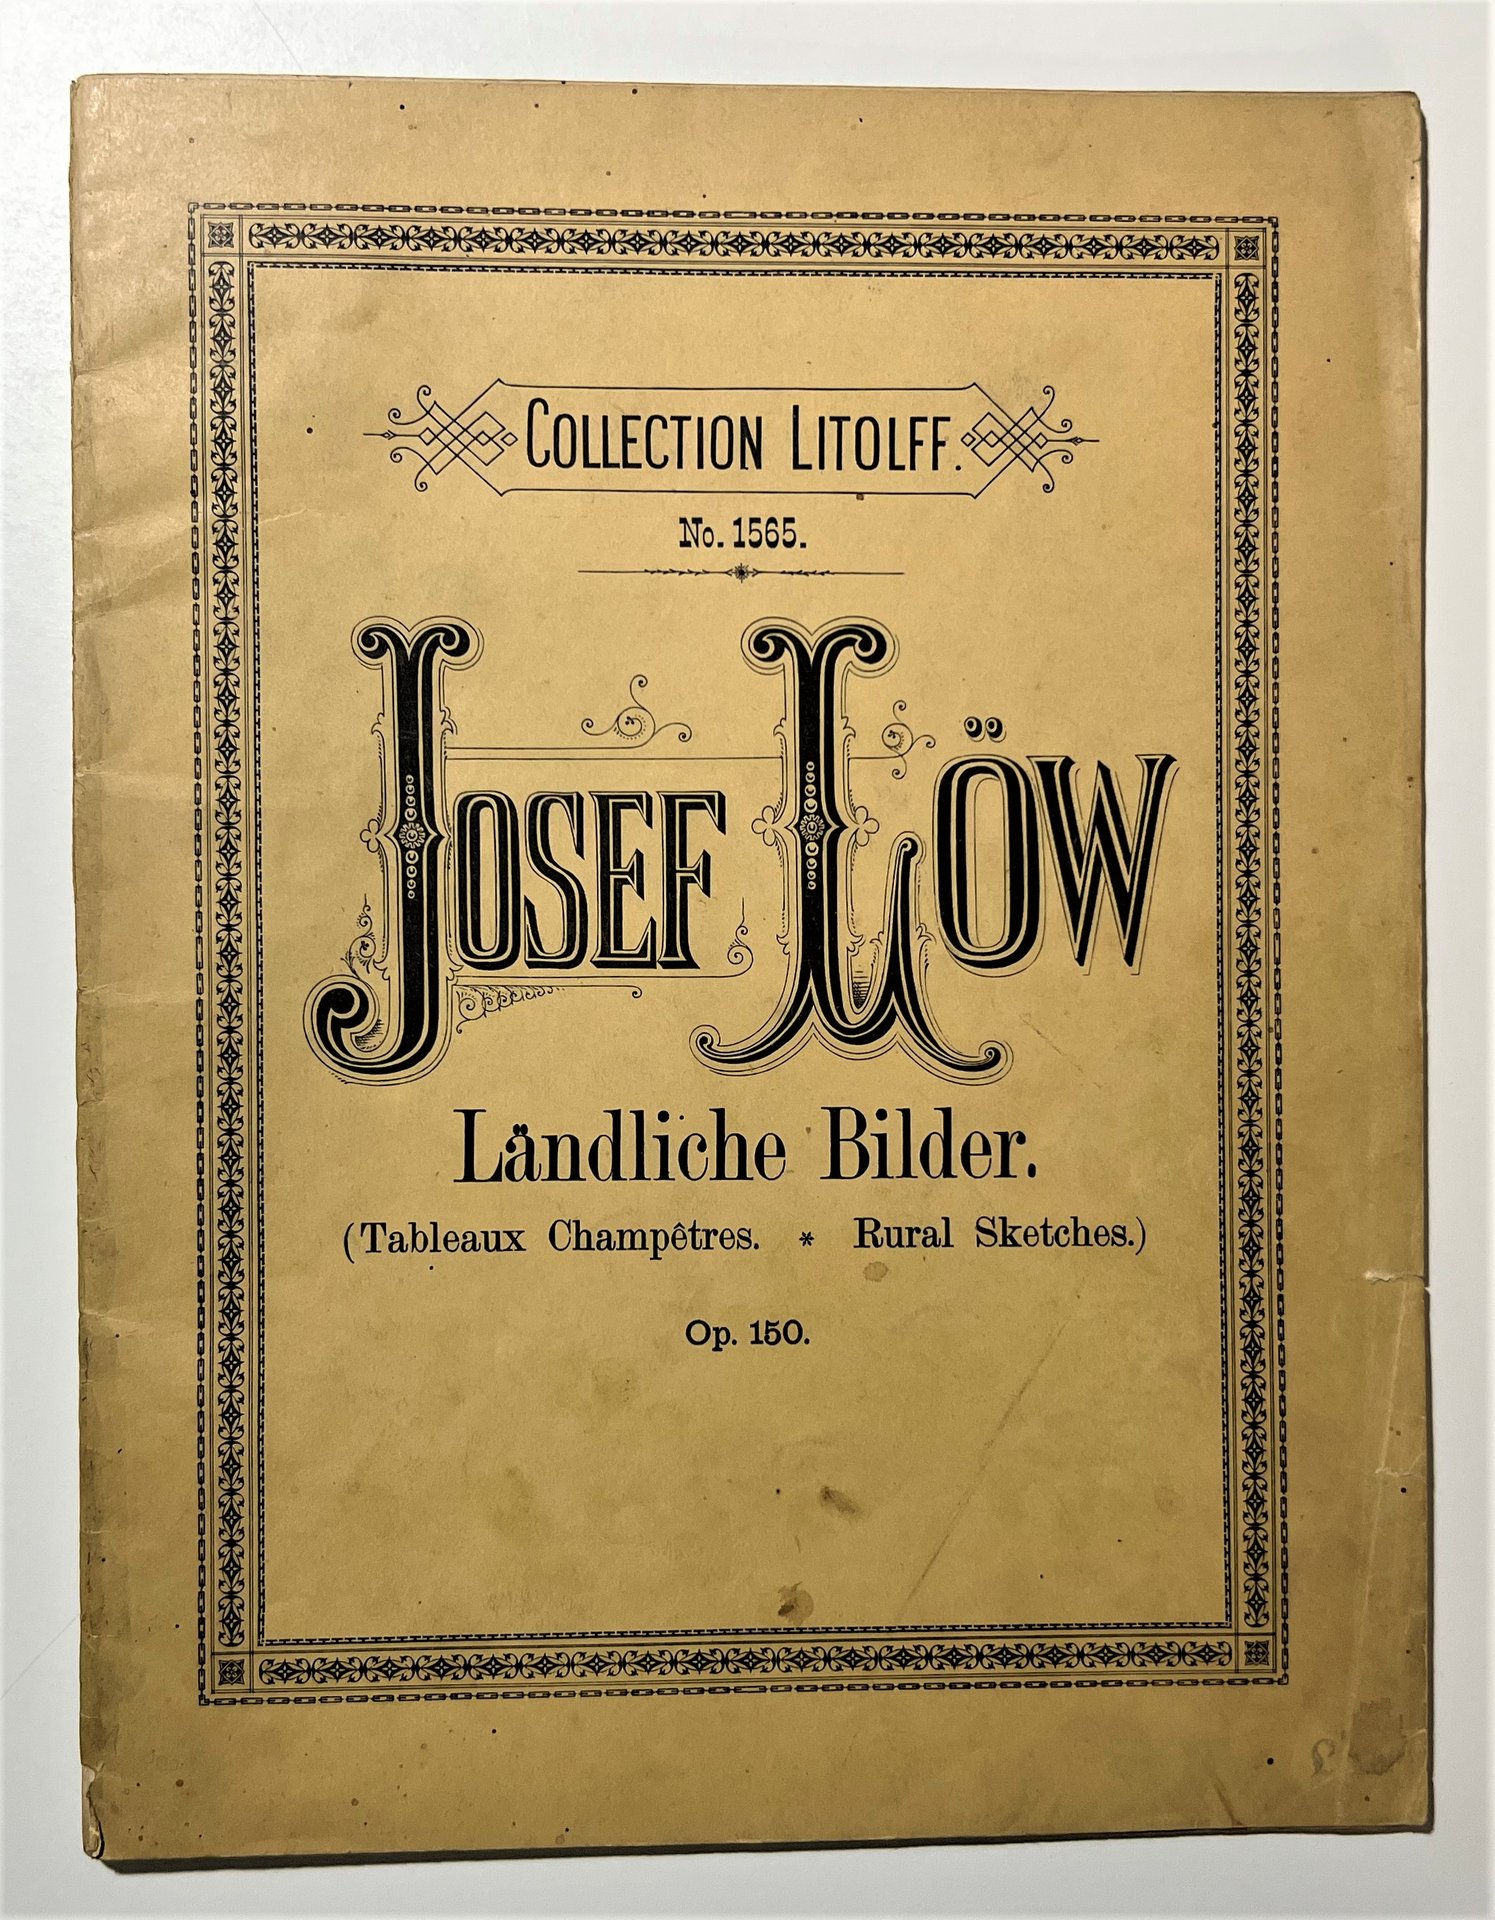 COLLECTION LITOLFF.
No. 1565.
JOSEF LÖW
Ländliche Bilder.
(Tableaux Champêtres. * Rural Sketches.)
Op. 150.